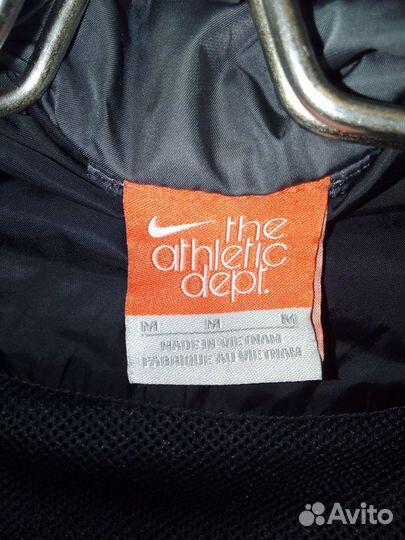 the
athletic
dept.
M M M
MADE IN VIETNAM
FABRIQUE AU VIETNAM
Avito